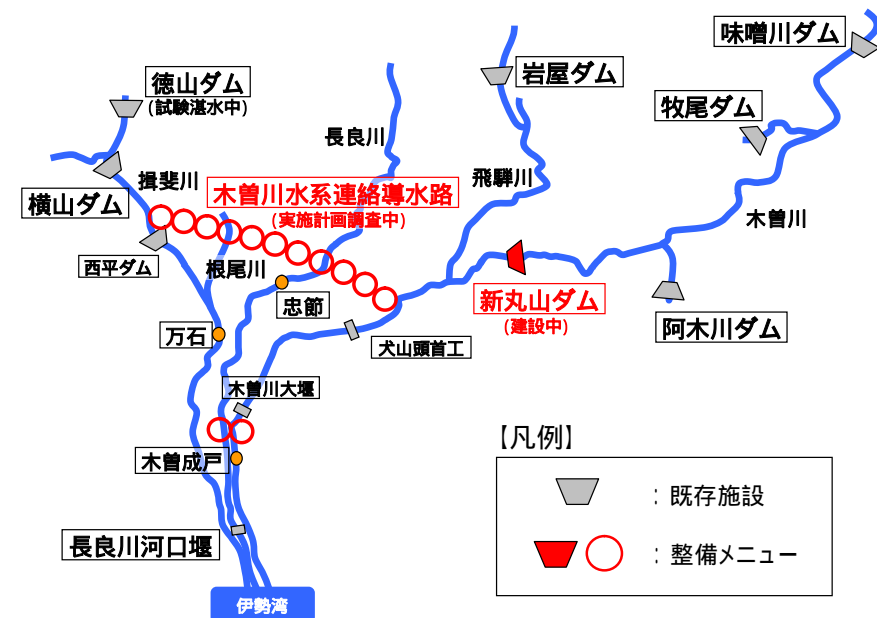 味噌川ダム
岩屋ダム
徳山ダム
(試験湛水中)
牧尾ダム
長良川
飛騨川
揖斐川
木曽川水系連絡導水路
(実施計画調査中)
横山ダム
木曽川
西平ダム
根尾川
忠節
新丸山ダム
(建設中)
阿木川ダム
万石
犬山頭首工
木曽川大堰
【凡例】
木曽成戸
：既存施設
長良川河口堰
：整備メニュー
伊勢湾